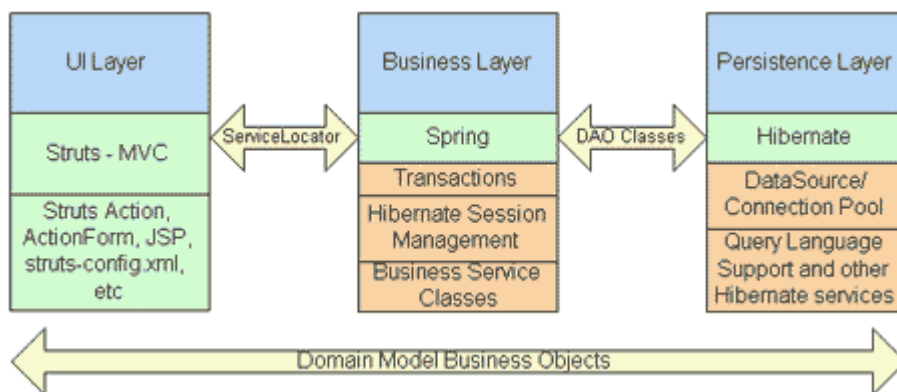 UI Layer
Struts - MVC
Struts Action,
ActionForm, JSP,
struts-config.xml,
etc
ServiceLocator
Business Layer
Spring
Transactions
Hibernate Session
Management
Business Service
Classes
DAO Classes
Persistence Layer
Hibernate
DataSource/
Connection Pool
Query Language
Support and other
Hibernate services
Domain Model Business Objects